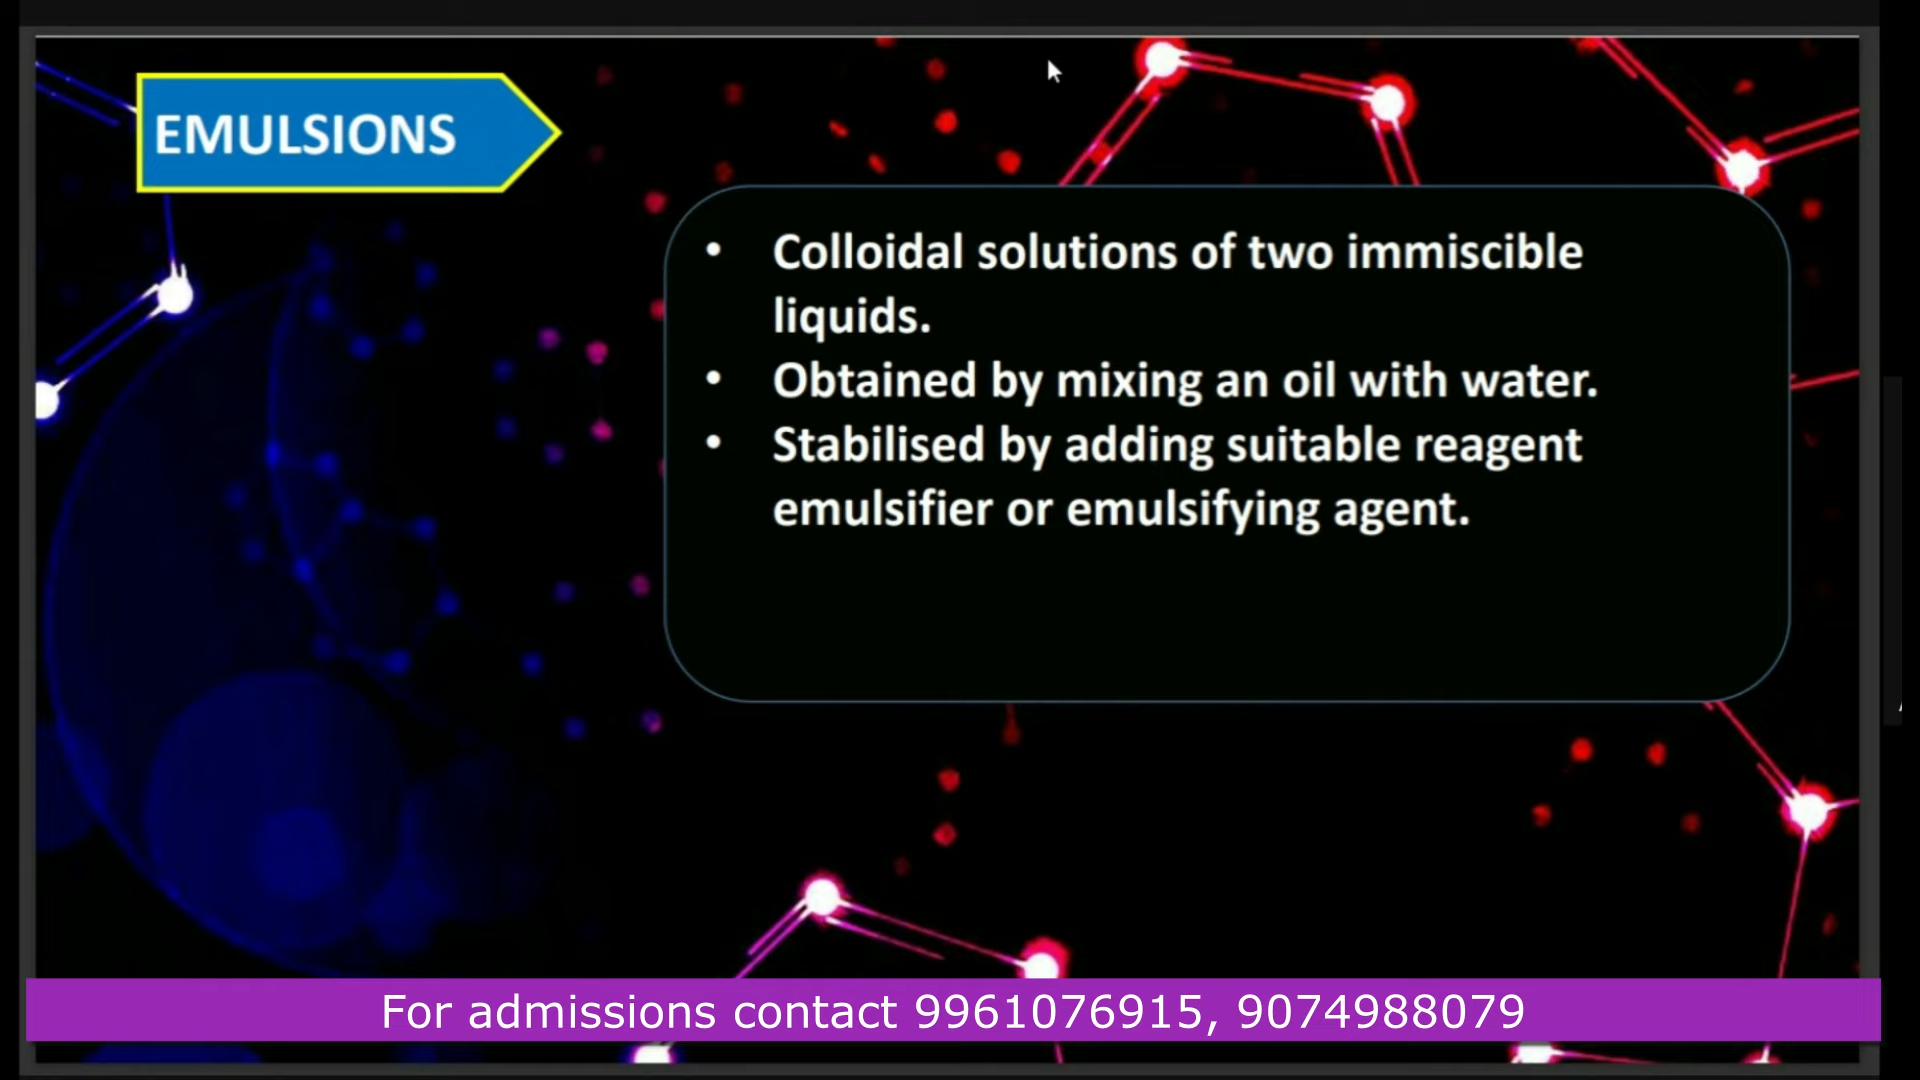 EMULSIONS
• Colloidal solutions of two immiscible
liquids.
• Obtained by mixing an oil with water.
• Stabilised by adding suitable reagent
emulsifier or emulsifying agent.
For admissions contact 9961076915, 9074988079